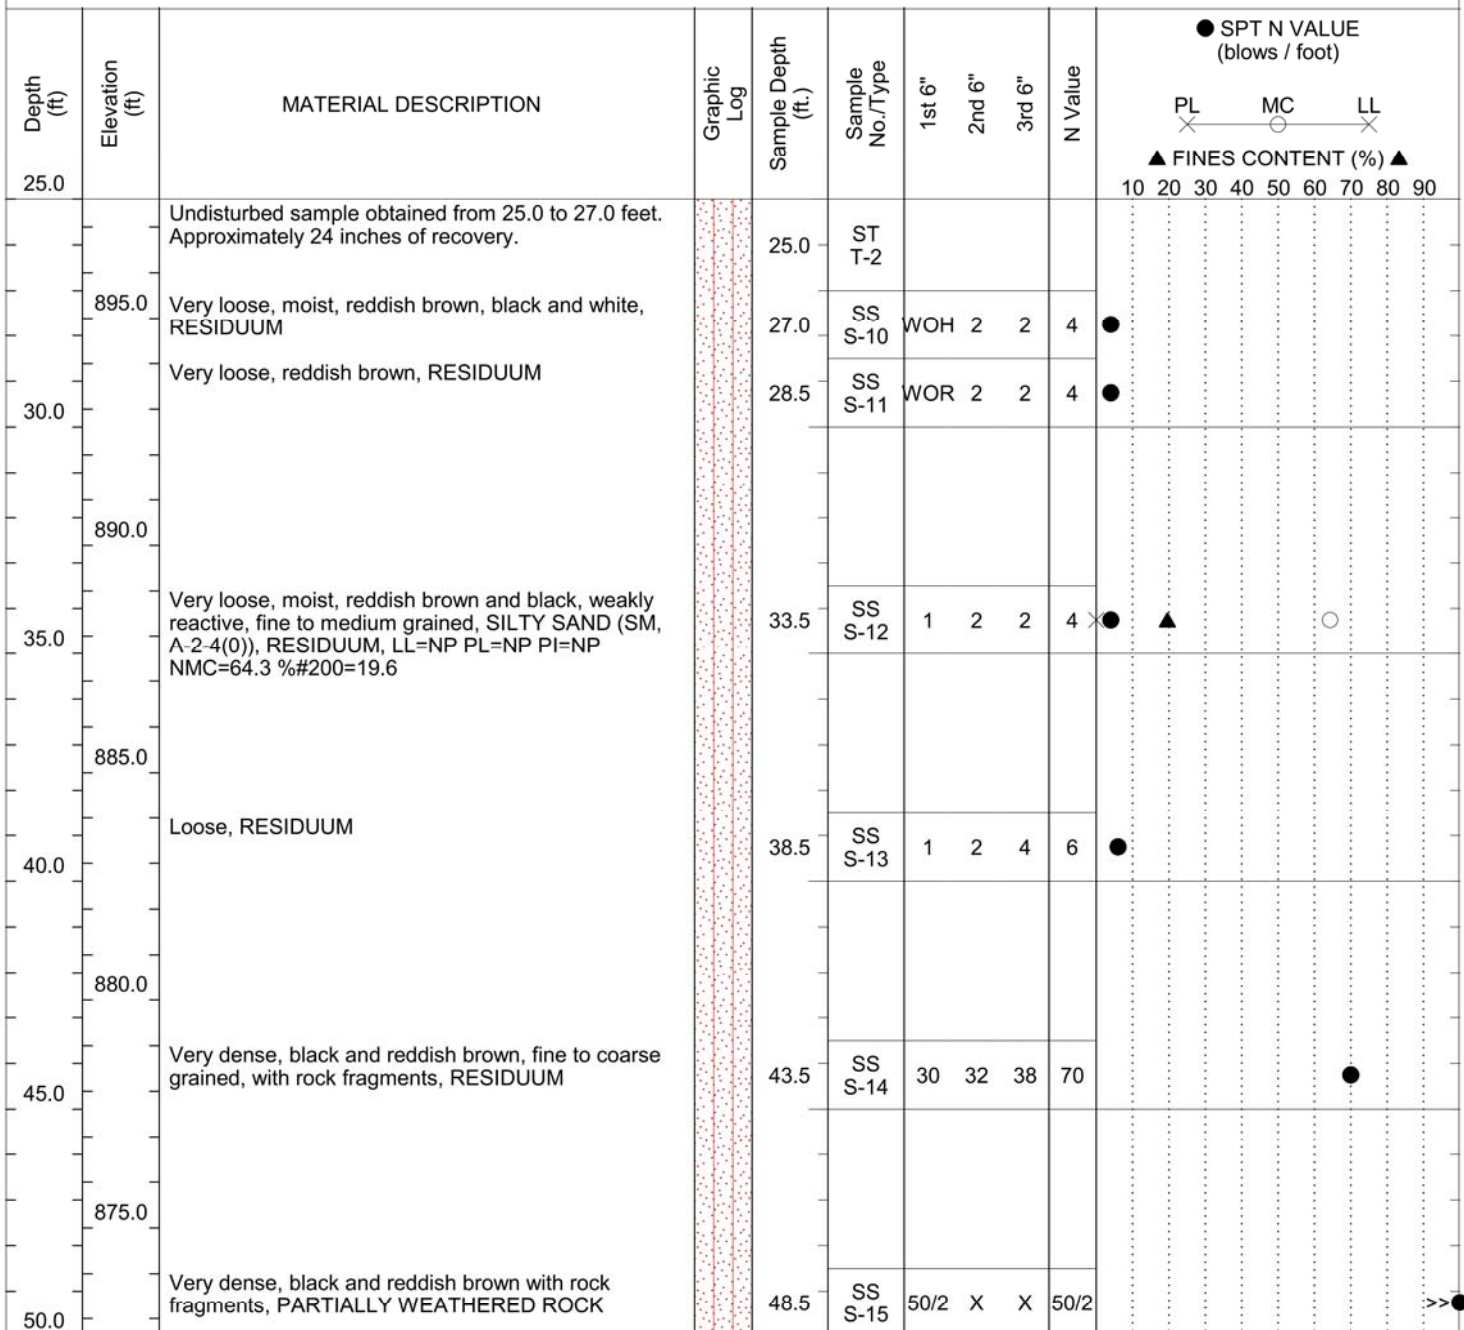 ● SPT N VALUE
(blows / foot)
Depth
(ft)
Elevation
(ft)
MATERIAL DESCRIPTION
Graphic
Log
Sample Depth
(ft.)
Sample
No./Type
1st 6"
2nd 6"
3rd 6"
N Value
PL MC LL
▲ FINES CONTENT (%) ▲
25.0
10 20 30 40 50 60 70 80 90
Undisturbed sample obtained from 25.0 to 27.0 feet.
Approximately 24 inches of recovery.
25.0
ST
T-2
895.0
Very loose, moist, reddish brown, black and white,
RESIDUUM
27.0
SS
S-10
WOH 2 2 4
Very loose, reddish brown, RESIDUUM
28.5
SS
S-11
WOR 2 2 4
30.0
890.0
Very loose, moist, reddish brown and black, weakly
reactive, fine to medium grained, SILTY SAND (SM,
A-2-4(0)), RESIDUUM, LL=NP PL=NP PI=NP
NMC=64.3 %#200=19.6
33.5
SS
S-12
1 2 2 4
35.0
885.0
Loose, RESIDUUM
38.5
SS
S-13
1 2 4 6
40.0
880.0
Very dense, black and reddish brown, fine to coarse
grained, with rock fragments, RESIDUUM
43.5
SS
S-14
30 32 38 70
45.0
875.0
Very dense, black and reddish brown with rock
fragments, PARTIALLY WEATHERED ROCK
48.5
SS
S-15
50/2 X X 50/2
>>
50.0